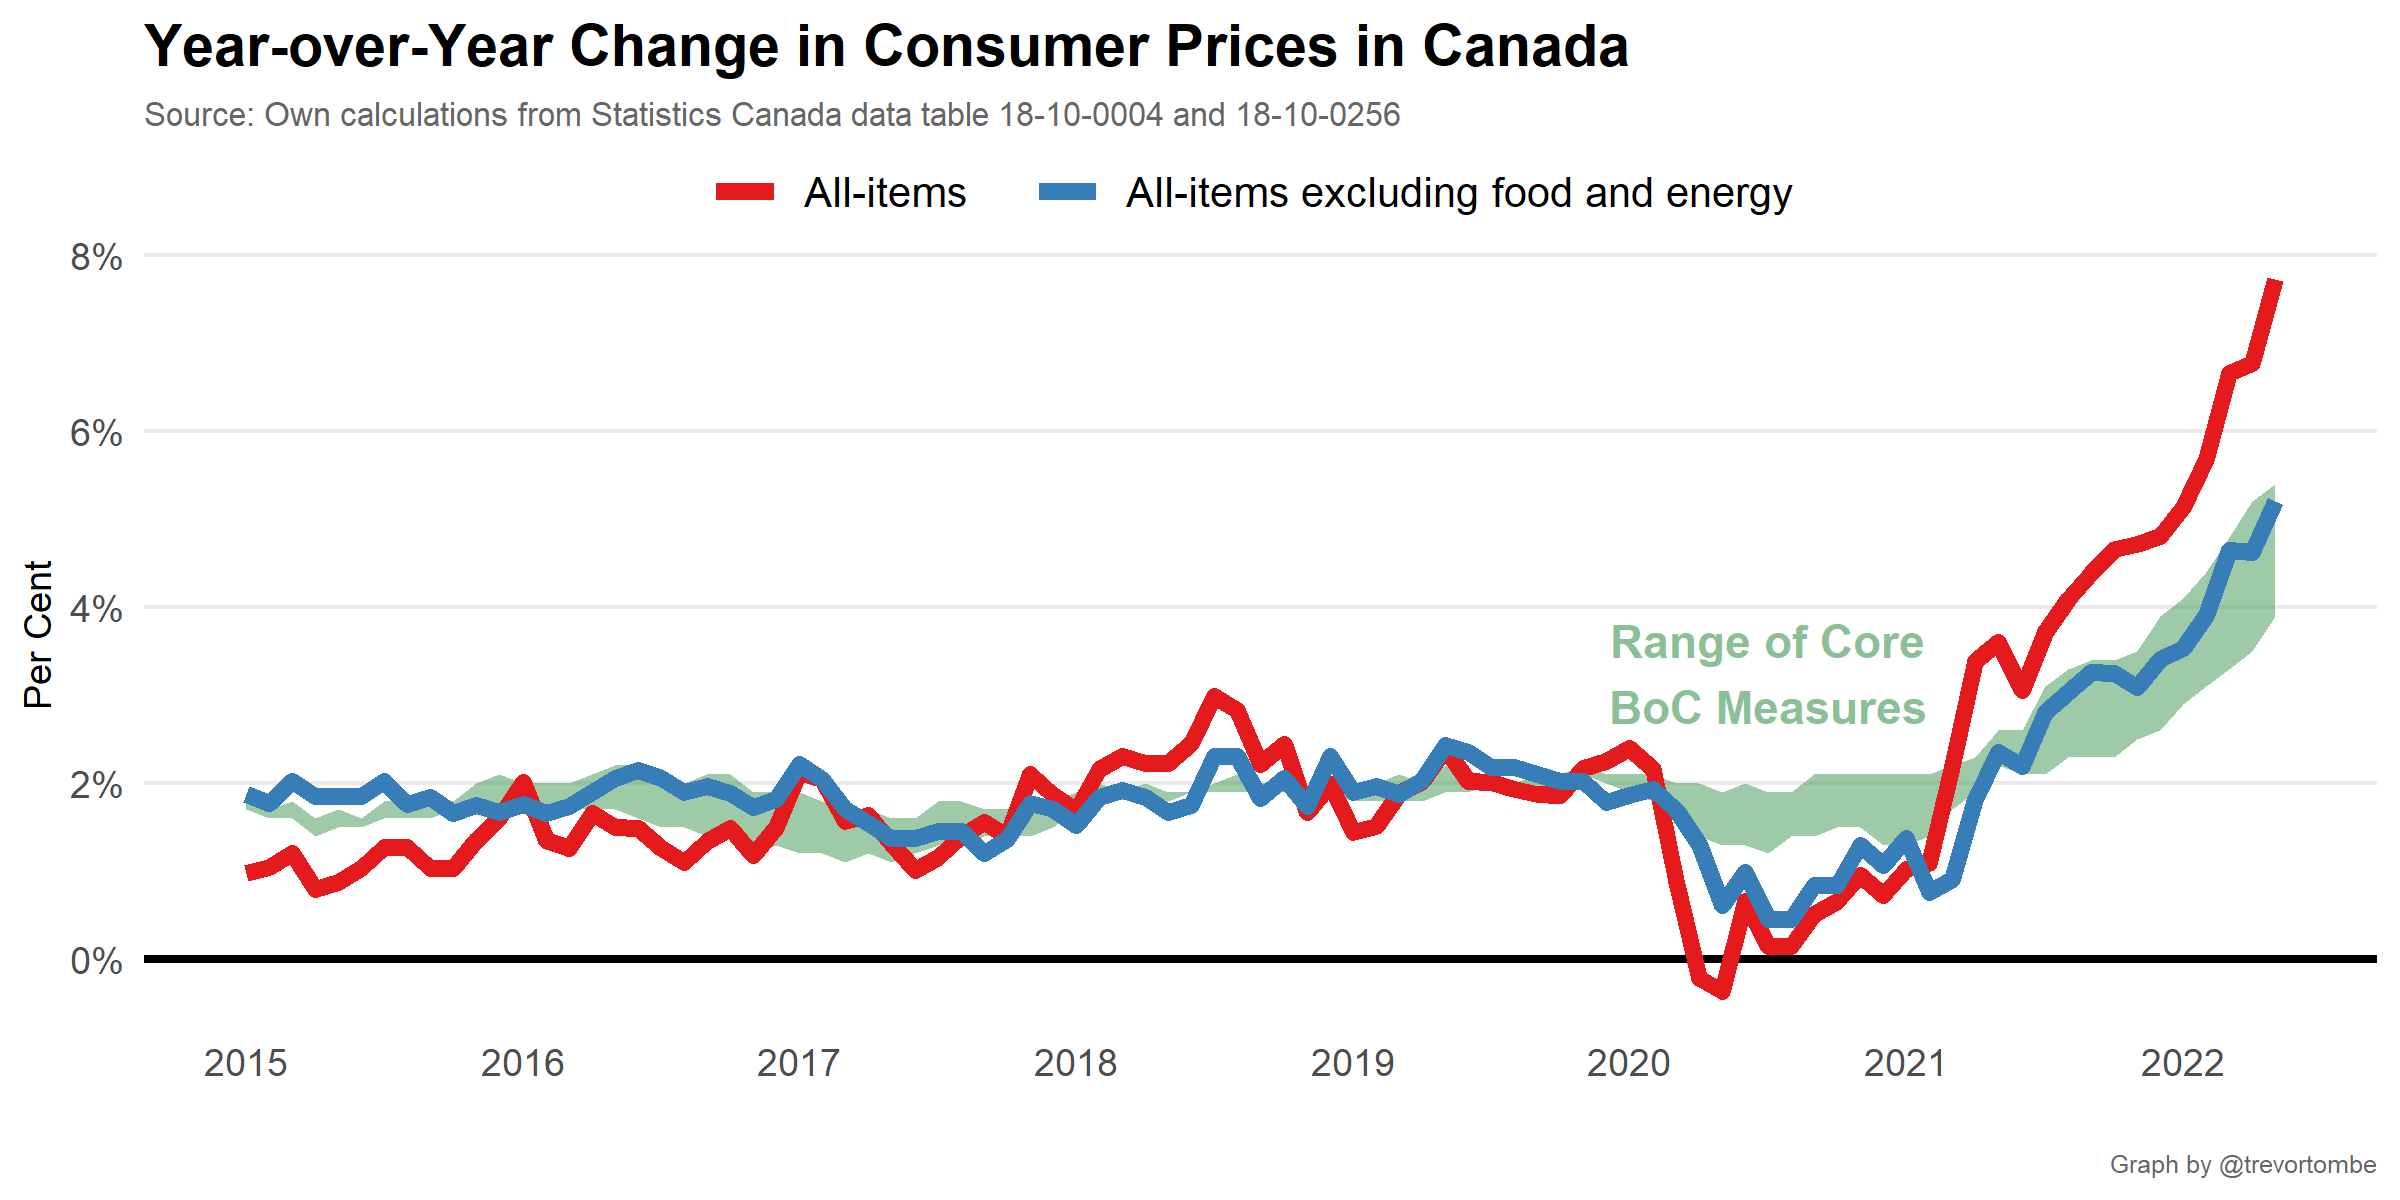 Year-over-Year Change in Consumer Prices in Canada
Source: Own calculations from Statistics Canada data table 18-10-0004 and 18-10-0256
All-items
All-items excluding food and energy
8%
6%
4%
2%
0%
Per Cent
Range of Core
BoC Measures
2015
2016
2017
2018
2019
2020
2021
2022
Graph by @trevortombe